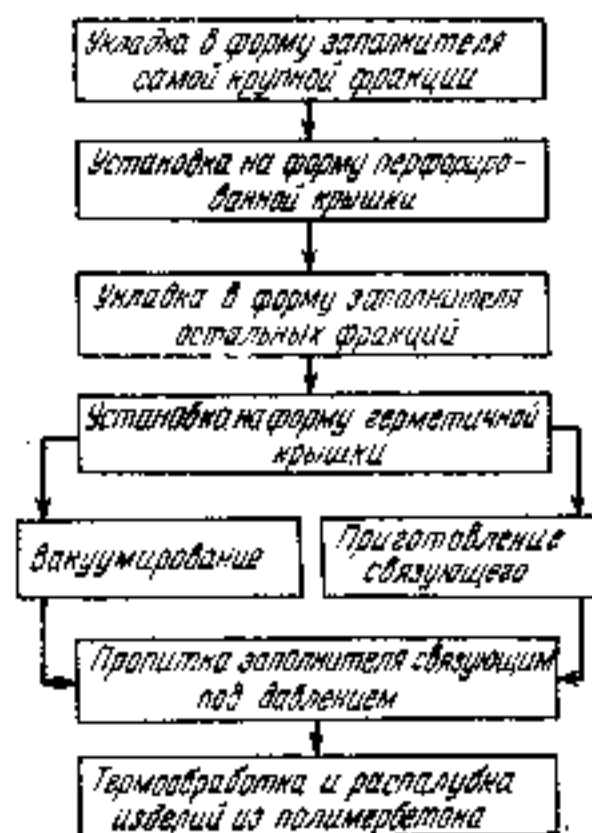 Укладка в форму заполнителя
самой крупной фракции
Установка на форму перфориро-
ванной крышки
Укладка в форму заполнителя
остальных фракций
Установка на форму герметичной
крышки
Вакуумирование
Приготовление
связующего
Пропитка заполнителя связующим
под давлением
Термообработка и распалубка
изделий из полимербетона